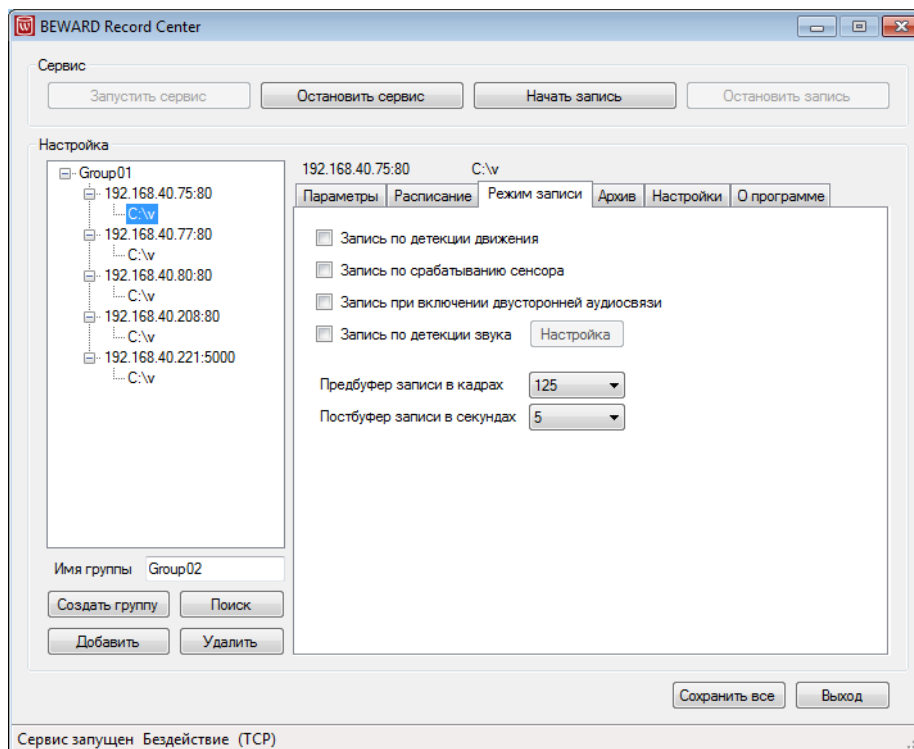 BEWARD Record Center
Сервис
Запустить сервис Остановить сервис Начать запись Остановить запись
Настройка
Group01
192.168.40.75:80
C:\v
192.168.40.77:80
C:\v
192.168.40.80:80
C:\v
192.168.40.208:80
C:\v
192.168.40.221:5000
C:\v
Имя группы Group02
Создать группу Поиск
Добавить Удалить
192.168.40.75:80 C:\v
Параметры Расписание Режим записи Архив Настройки О программе
Запись по детекции движения
Запись по срабатыванию сенсора
Запись при включении двусторонней аудиосвязи
Запись по детекции звука Настройка
Предбуфер записи в кадрах 125
Постбуфер записи в секундах 5
Сохранить все Выход
Сервис запущен Бездействие (TCP)